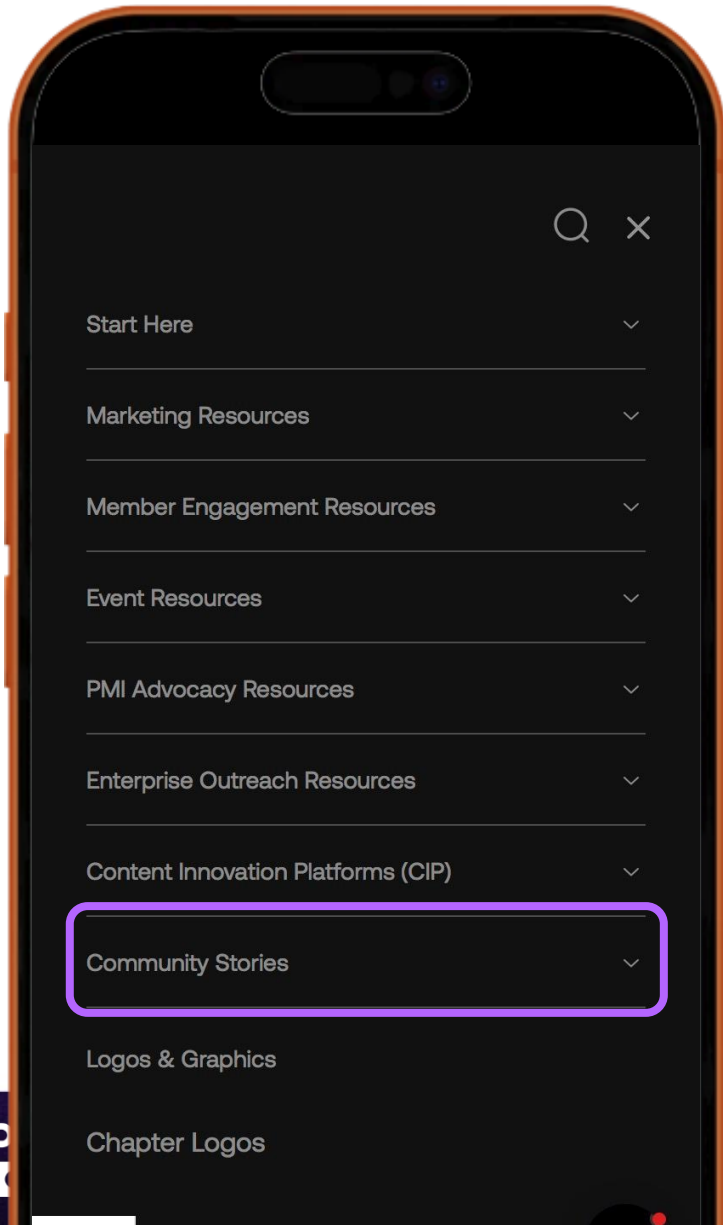 Start Here
Marketing Resources
Member Engagement Resources
Event Resources
PMI Advocacy Resources
Enterprise Outreach Resources
Content Innovation Platforms (CIP)
Community Stories
Logos & Graphics
Chapter Logos